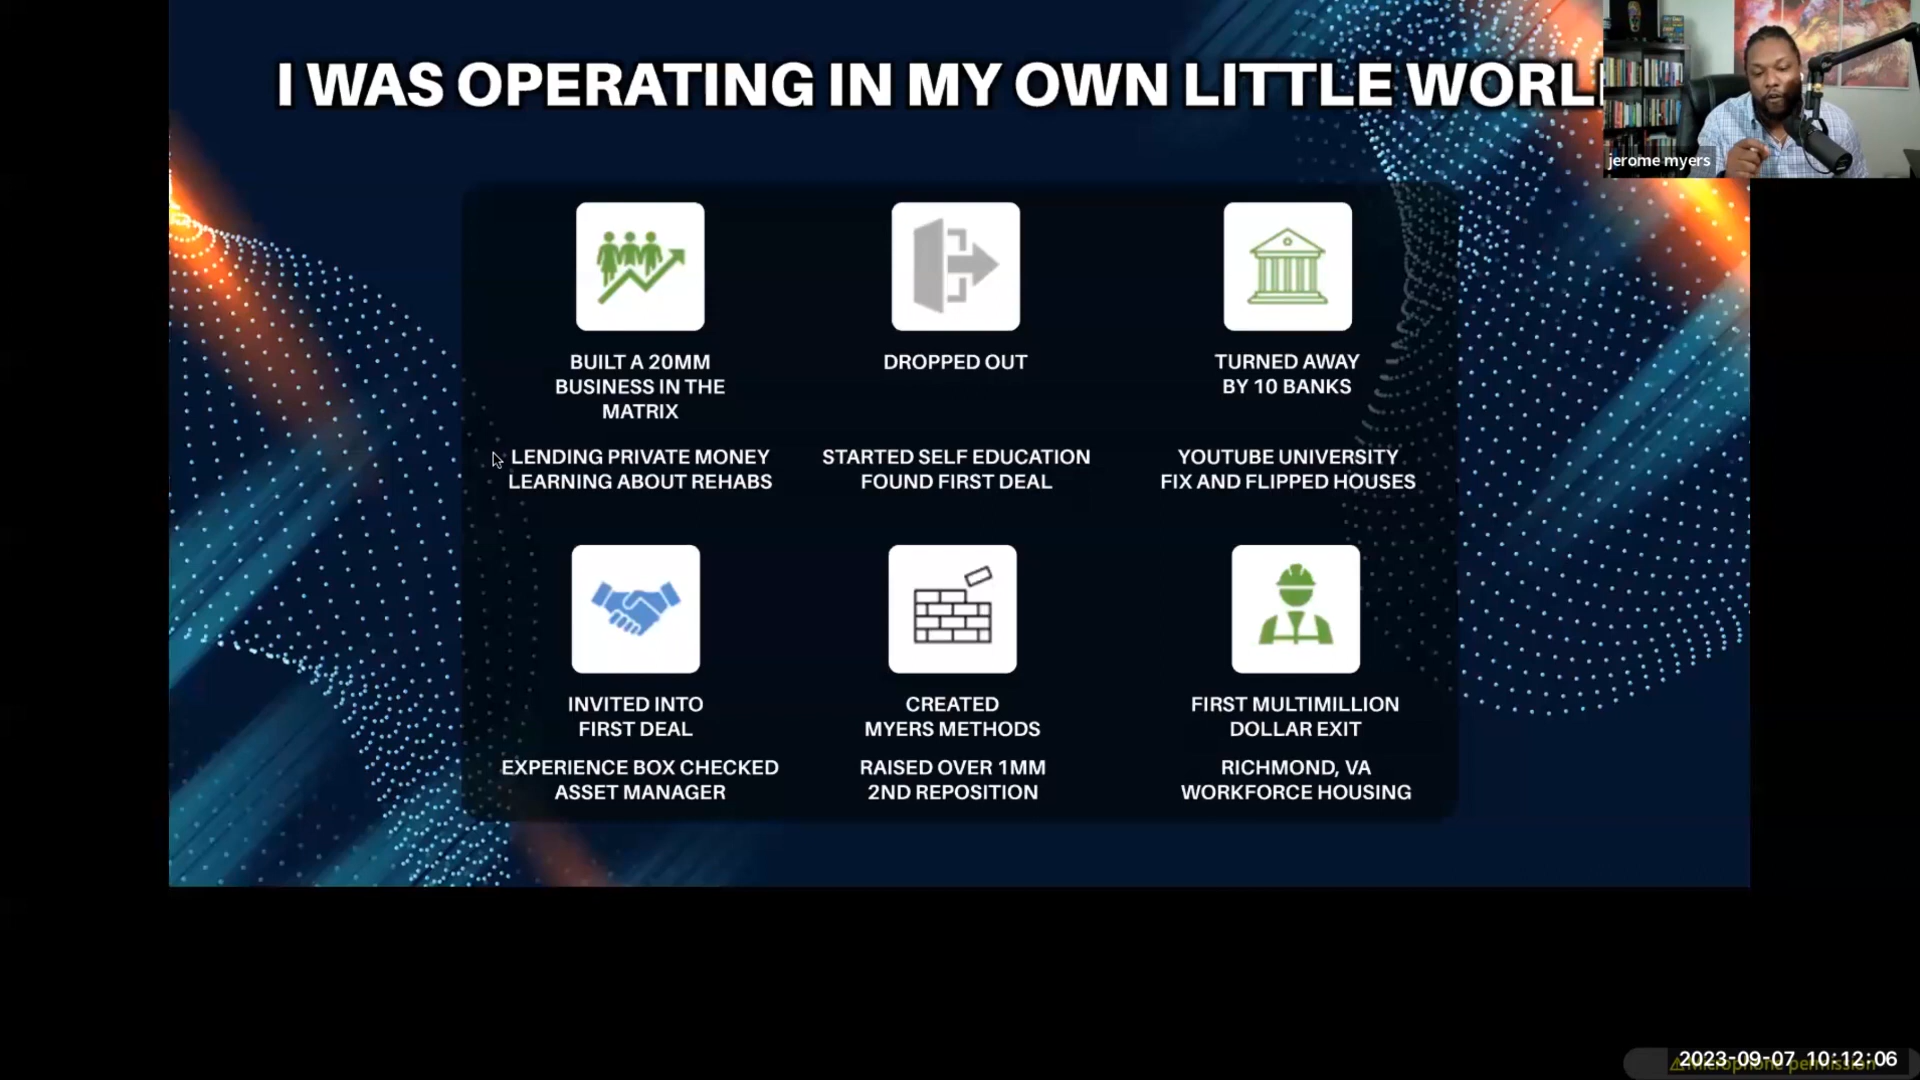 I WAS OPERATING IN MY OWN LITTLE WORL
jerome myers
BUILT A 20MM
BUSINESS IN THE
MATRIX
DROPPED OUT
TURNED AWAY
BY 10 BANKS
LENDING PRIVATE MONEY
LEARNING ABOUT REHABS
STARTED SELF EDUCATION
FOUND FIRST DEAL
YOUTUBE UNIVERSITY
FIX AND FLIPPED HOUSES
INVITED INTO
FIRST DEAL
CREATED
MYERS METHODS
FIRST MULTIMILLION
DOLLAR EXIT
EXPERIENCE BOX CHECKED
ASSET MANAGER
RAISED OVER 1MM
2ND REPOSITION
RICHMOND, VA
WORKFORCE HOUSING
2023-09-07 10:12:06
Microphone permission